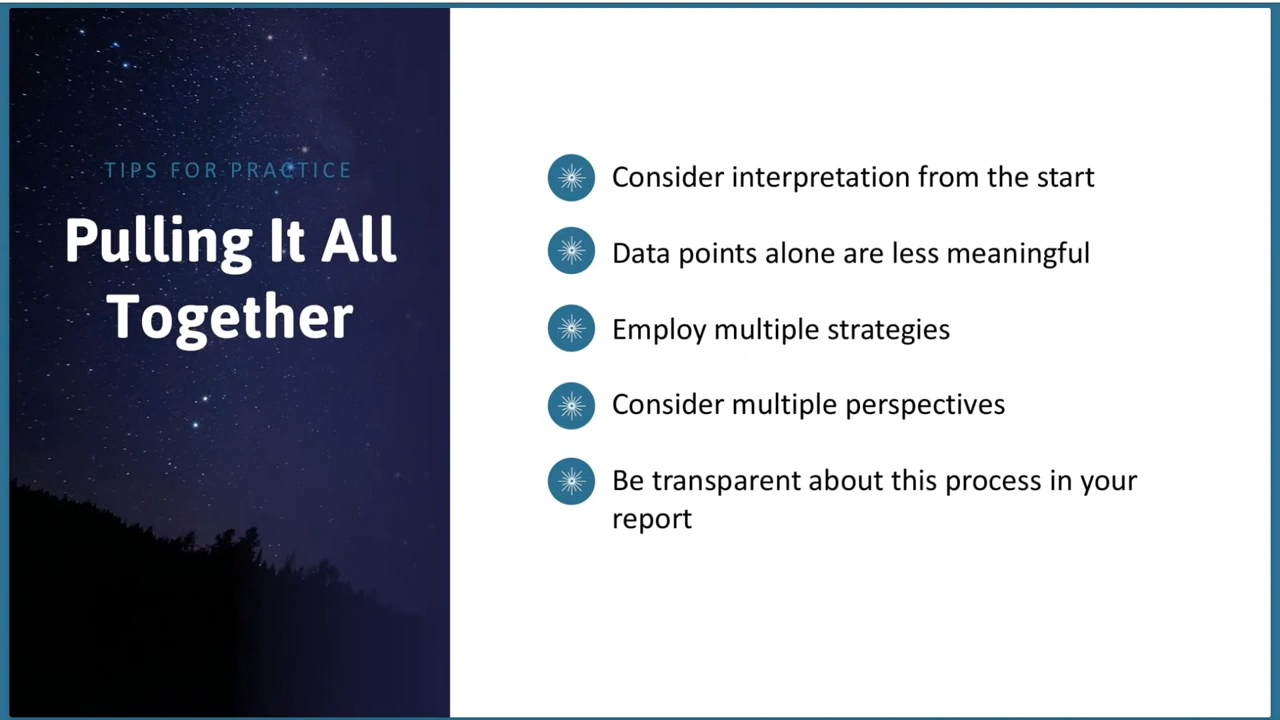 TIPS FOR PRACTICE
Pulling It All
Together
Consider interpretation from the start
Data points alone are less meaningful
Employ multiple strategies
Consider multiple perspectives
Be transparent about this process in your
report